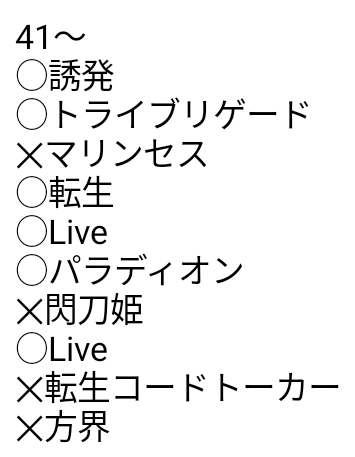 41〜
○誘発
○トライブリゲード
×マリンセス
○転生
○Live
○パラディオン
×閃刀姫
○Live
×転生コードトーカー
×方界